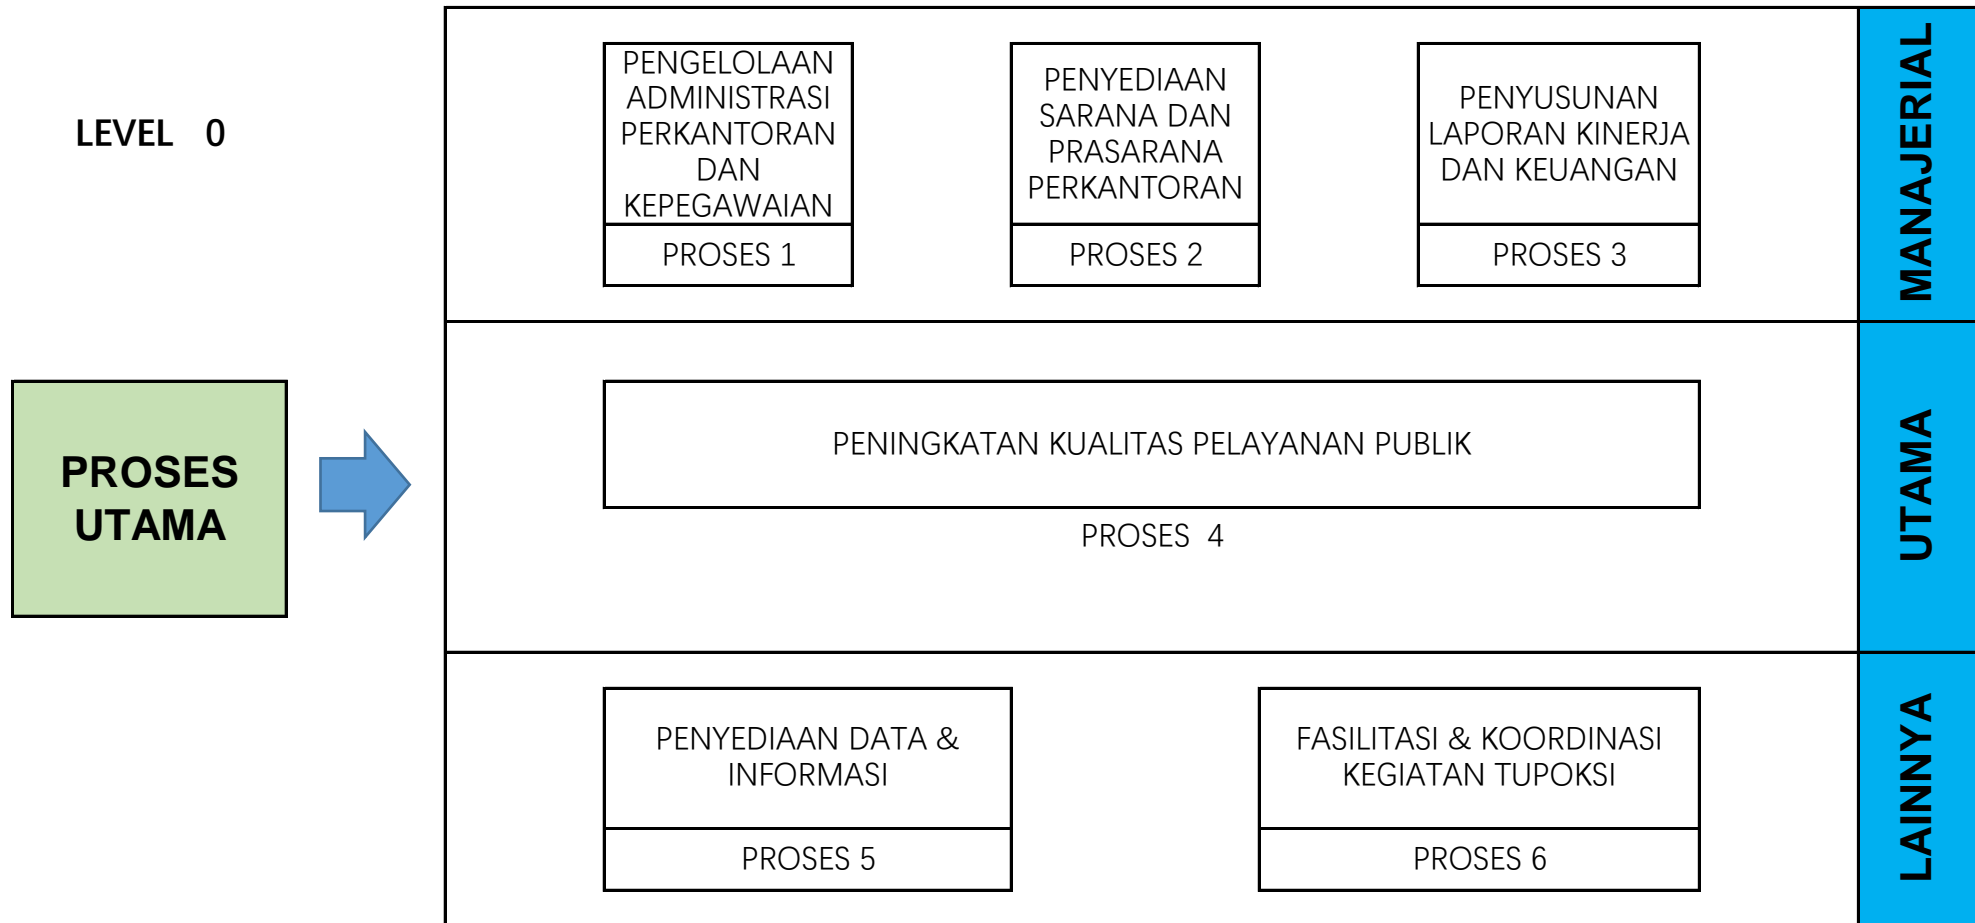 LEVEL 0
PENGELOLAAN
ADMINISTRASI
PERKANTORAN
DAN
KEPEGAWAIAN
PROSES 1
PENYEDIAAN
SARANA DAN
PRASARANA
PERKANTORAN
PROSES 2
PENYUSUNAN
LAPORAN KINERJA
DAN KEUANGAN
PROSES 3
MANAJERIAL
PROSES
UTAMA
PENINGKATAN KUALITAS PELAYANAN PUBLIK
PROSES 4
UTAMA
PENYEDIAAN DATA &
INFORMASI
PROSES 5
FASILITASI & KOORDINASI
KEGIATAN TUPOKSI
PROSES 6
LAINNYA